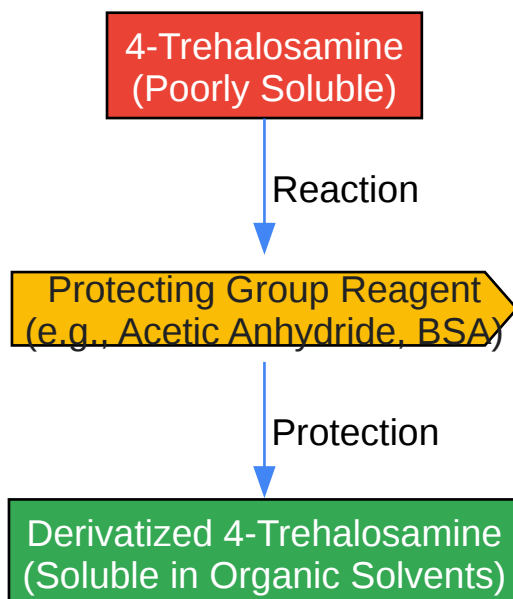 4-Trehalosamine
(Poorly Soluble)
Reaction
Protecting Group Reagent
(e.g., Acetic Anhydride, BSA)
Protection
Derivatized 4-Trehalosamine
(Soluble in Organic Solvents)